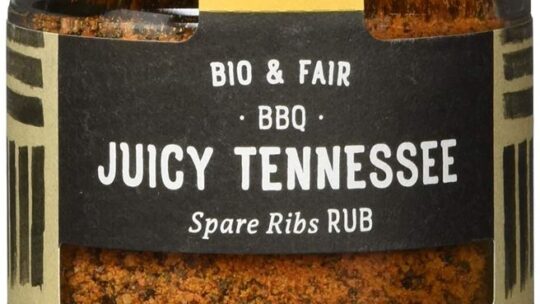 BIO & FAIR
· BBQ ·
JUICY TENNESSEE
Spare Ribs RUB